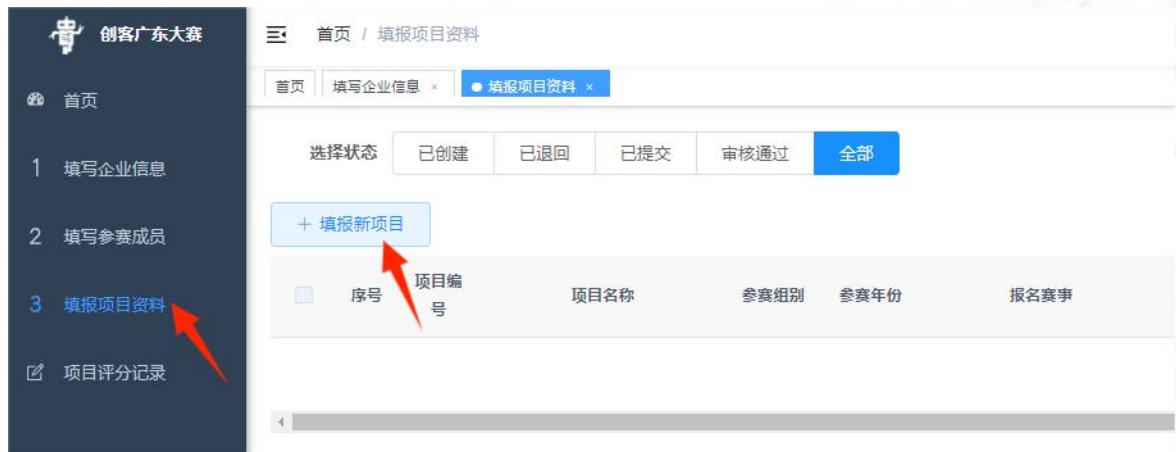 创客广东大赛
首页 / 填报项目资料
首页
填写企业信息 ×
填报项目资料 ×
首页
1 填写企业信息
2 填写参赛成员
3 填报项目资料
项目评分记录
选择状态 已创建 已退回 已提交 审核通过 全部
+ 填报新项目
序号 项目编号 项目名称 参赛组别 参赛年份 报名赛事